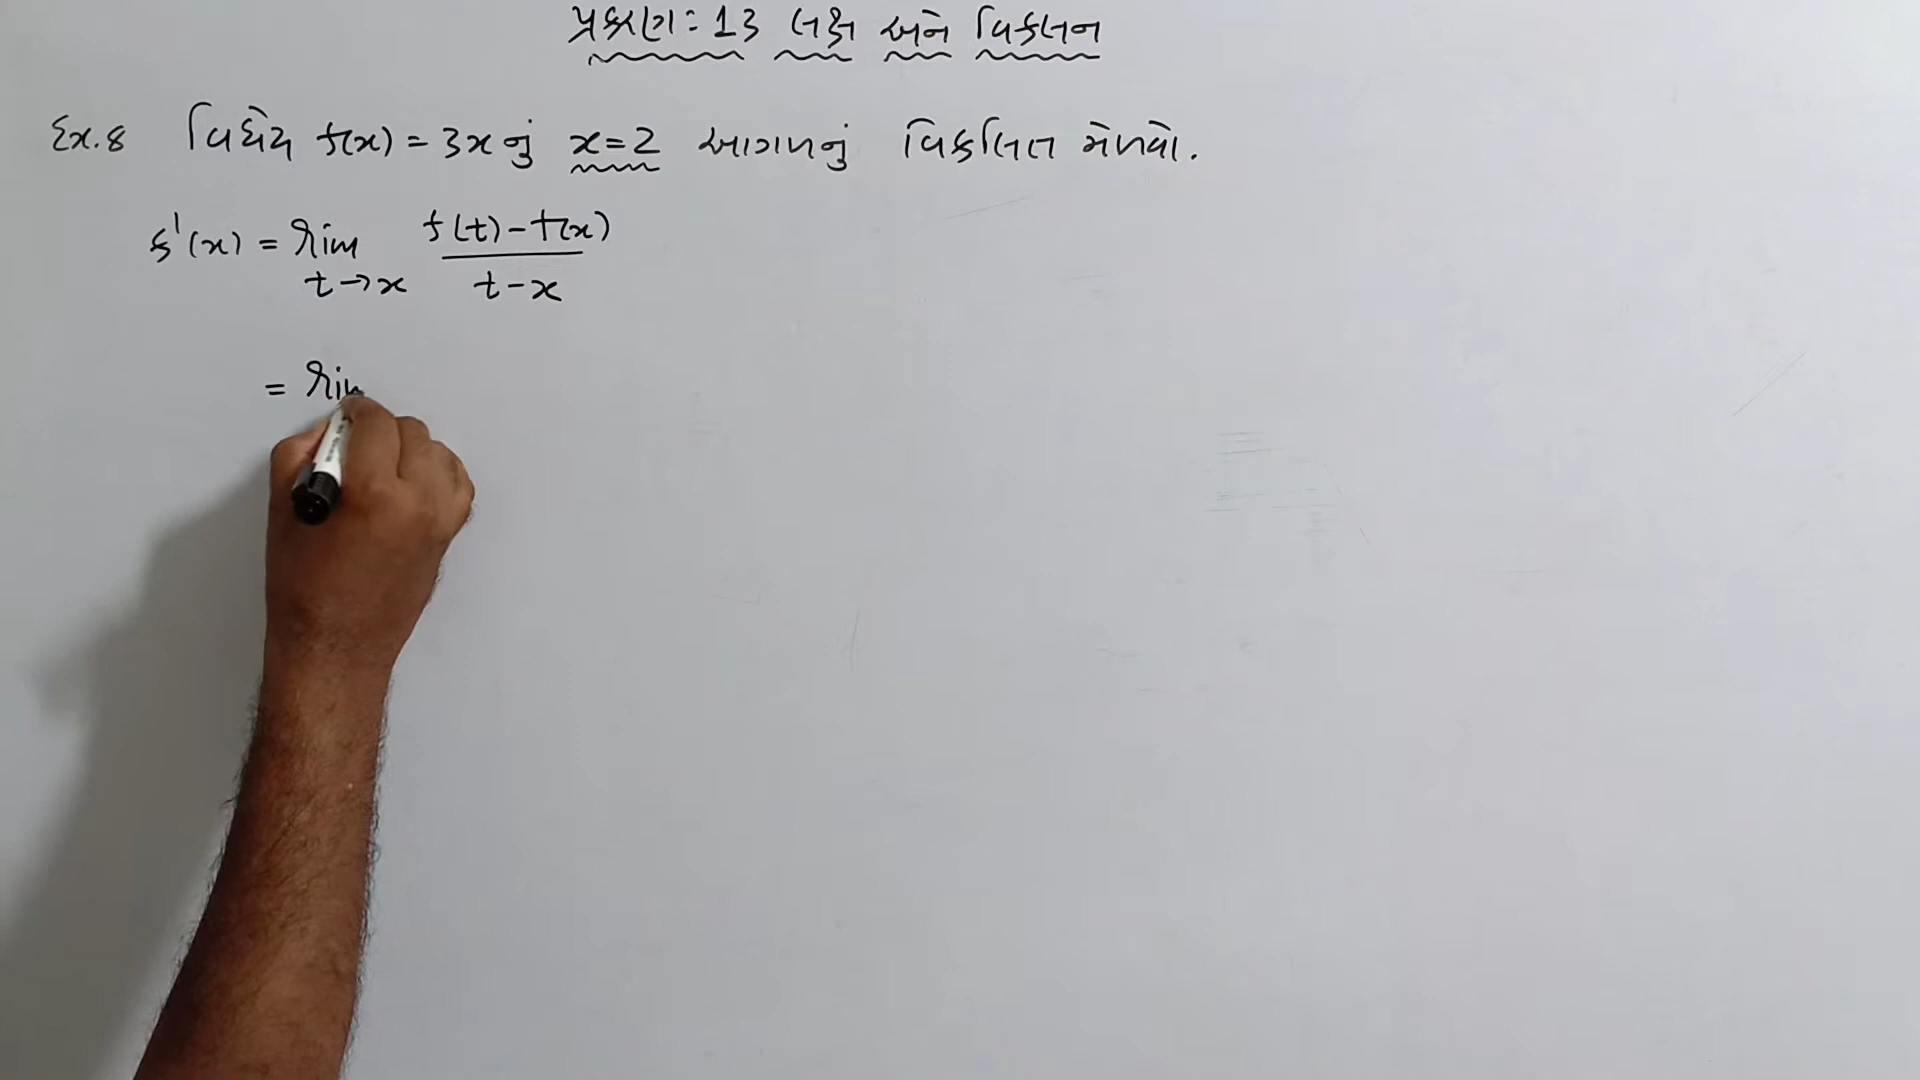 પ્રકરણ: 13 લક્ષ અને વિકલન
Ex. 8 વિધેય f(x) = 3x નું x = 2 આગળનું વિકલિત મેળવો.
f'(x) = lim t→x f(t) - f(x) / t - x
= lim